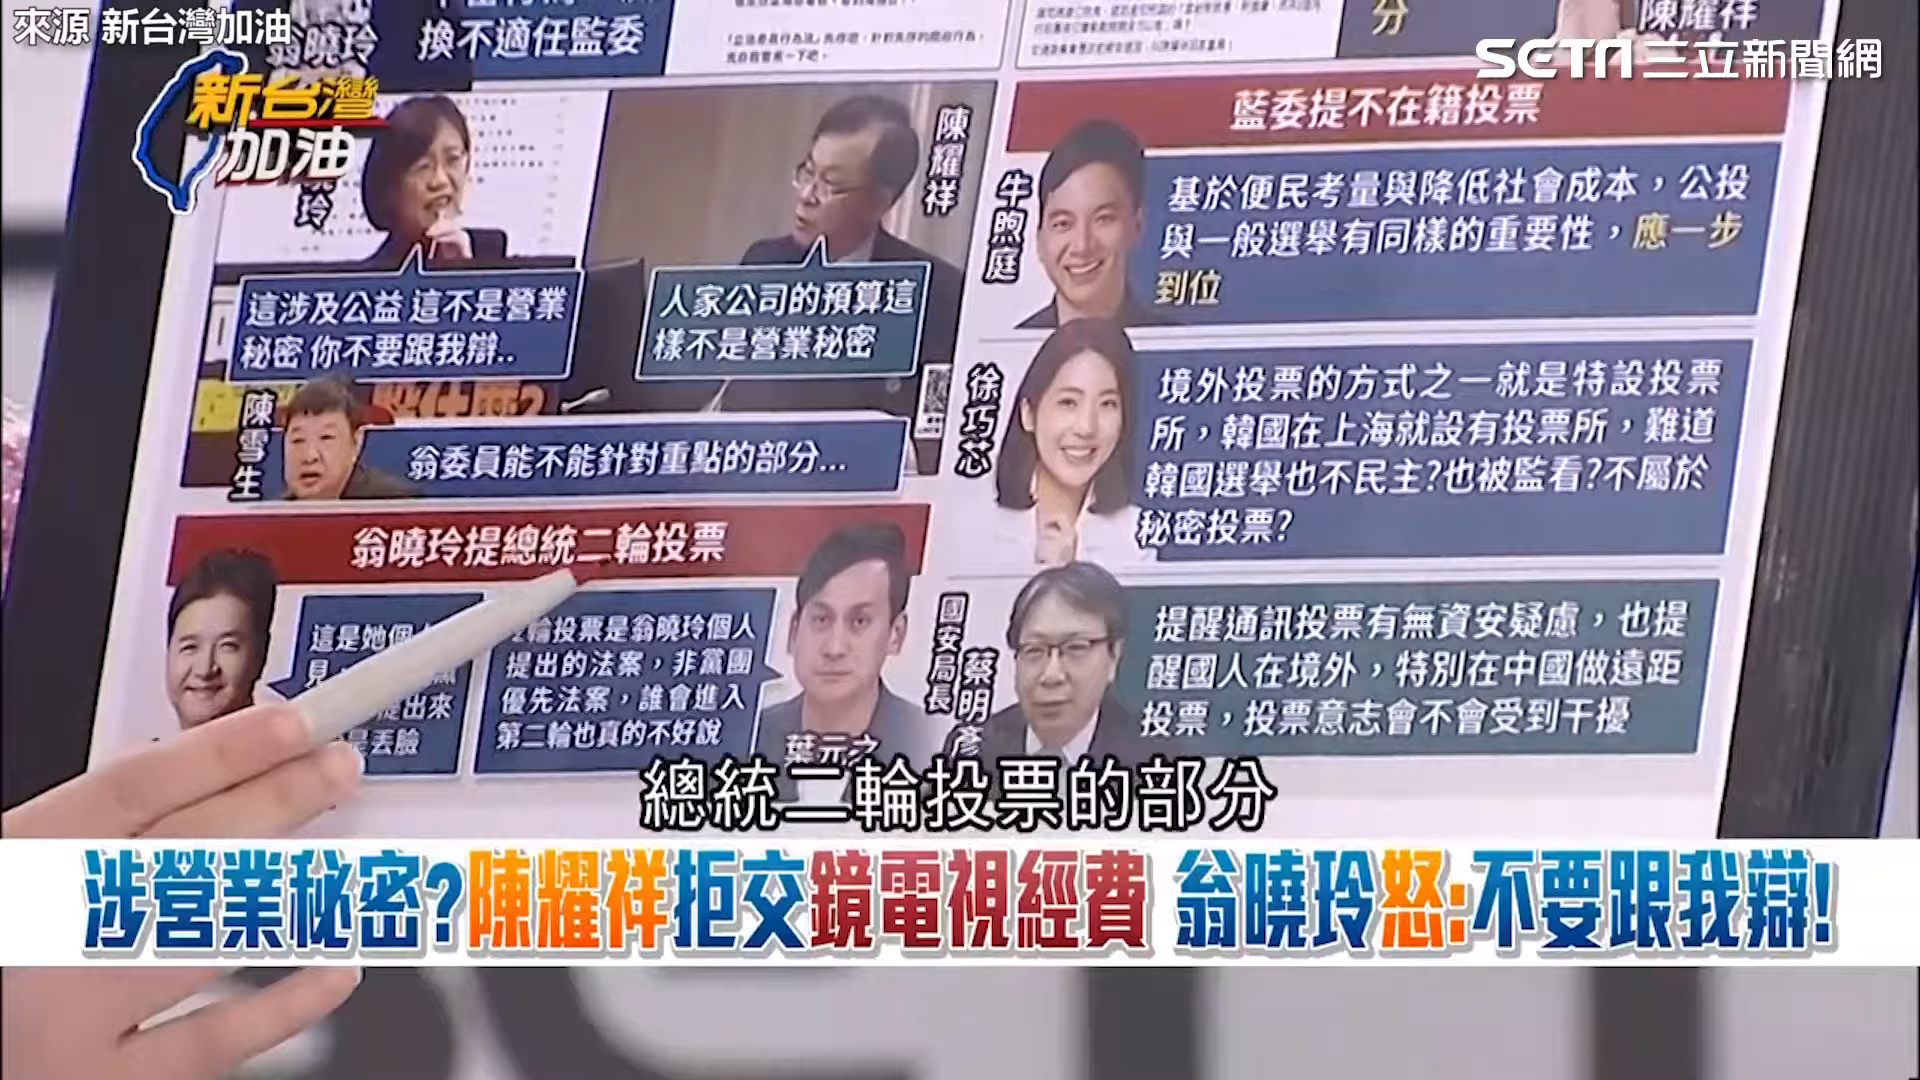 來源 新台灣加油
SETN三立新聞網
新台灣
加油
翁曉玲
換不適任監委
分
陳耀祥
玲
陳耀祥
這涉及公益 這不是營業
秘密 你不要跟我辯..
人家公司的預算這
樣不是營業秘密
陳雪生
翁委員能不能針對重點的部分...
翁曉玲提總統二輪投票
這是她個
見
提出來
是丟臉
輪投票是翁曉玲個人
提出的法案，非黨團
優先法案，誰會進入
第二輪也真的不好說
葉元之
藍委提不在籍投票
牛煦庭
基於便民考量與降低社會成本，公投
與一般選舉有同樣的重要性，應一步
到位
徐巧芯
境外投票的方式之一就是特設投票
所，韓國在上海就設有投票所，難道
韓國選舉也不民主?也被監看?不屬於
秘密投票?
國安局長
蔡明彥
提醒通訊投票有無資安疑慮，也提
醒國人在境外，特別在中國做遠距
投票，投票意志會不會受到干擾
總統二輪投票的部分
涉營業秘密?陳耀祥拒交鏡電視經費 翁曉玲怒:不要跟我辯!